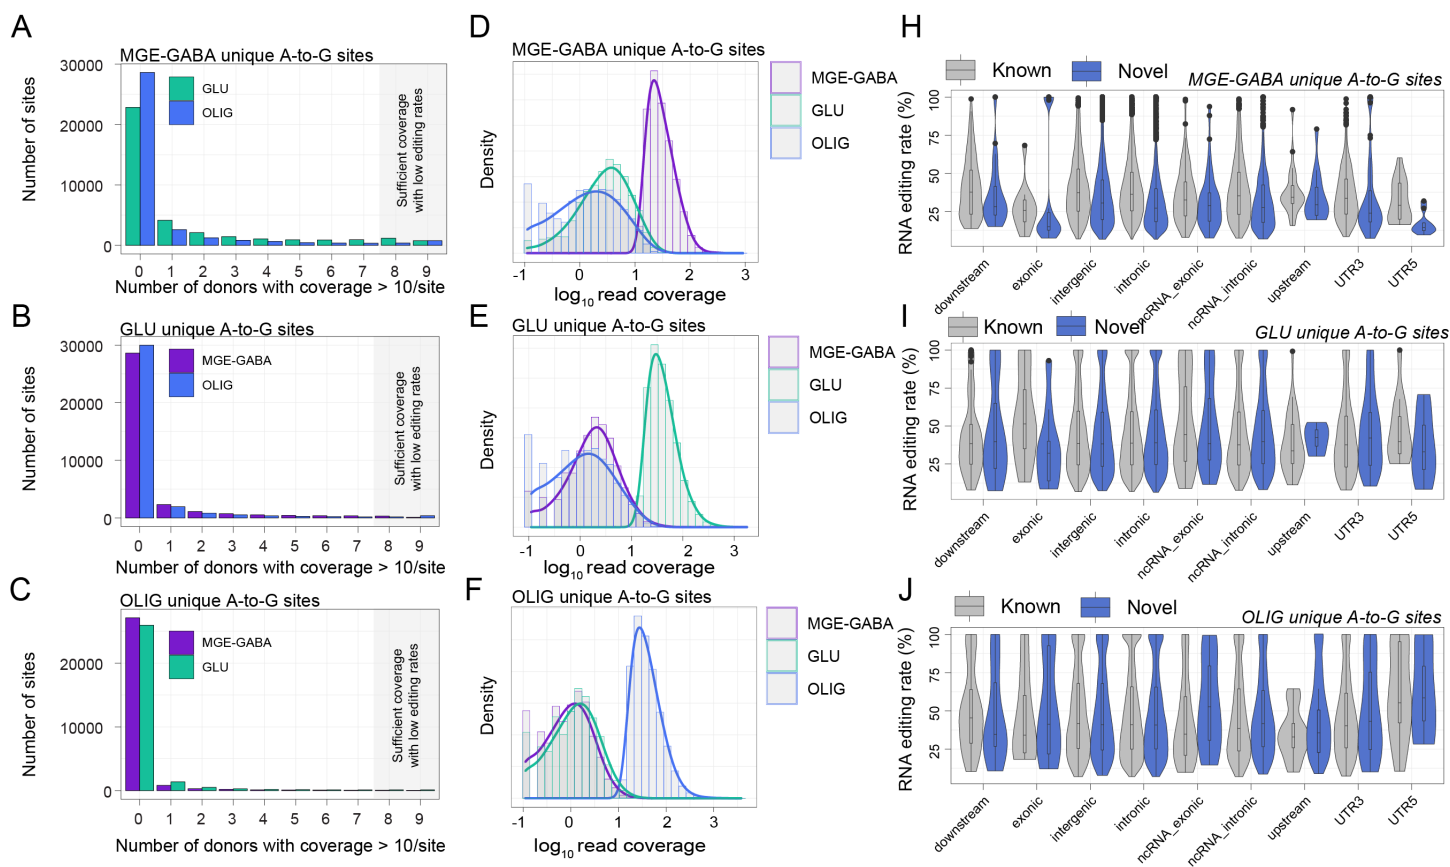 A
MGE-GABA unique A-to-G sites
Number of sites
30000
20000
10000
0
GLU
OLIG
Sufficient coverage
with low editing rates
0 1 2 3 4 5 6 7 8 9
Number of donors with coverage > 10/site
B
GLU unique A-to-G sites
Number of sites
30000
20000
10000
0
MGE-GABA
OLIG
Sufficient coverage
with low editing rates
0 1 2 3 4 5 6 7 8 9
Number of donors with coverage > 10/site
C
OLIG unique A-to-G sites
Number of sites
20000
10000
0
MGE-GABA
GLU
Sufficient coverage
with low editing rates
0 1 2 3 4 5 6 7 8 9
Number of donors with coverage > 10/site
D
MGE-GABA unique A-to-G sites
Density
MGE-GABA
GLU
OLIG
-1 0 1 2 3
log10 read coverage
E
GLU unique A-to-G sites
Density
MGE-GABA
GLU
OLIG
-1 0 1 2 3
log10 read coverage
F
OLIG unique A-to-G sites
Density
MGE-GABA
GLU
OLIG
-1 0 1 2 3
log10 read coverage
H
Known Novel
MGE-GABA unique A-to-G sites
RNA editing rate (%)
100
75
50
25
downstream
exonic
intergenic
intronic
ncRNA_exonic
ncRNA_intronic
upstream
UTR3
UTR5
I
Known Novel
GLU unique A-to-G sites
RNA editing rate (%)
100
75
50
25
downstream
exonic
intergenic
intronic
ncRNA_exonic
ncRNA_intronic
upstream
UTR3
UTR5
J
Known Novel
OLIG unique A-to-G sites
RNA editing rate (%)
100
75
50
25
downstream
exonic
intergenic
intronic
ncRNA_exonic
ncRNA_intronic
upstream
UTR3
UTR5